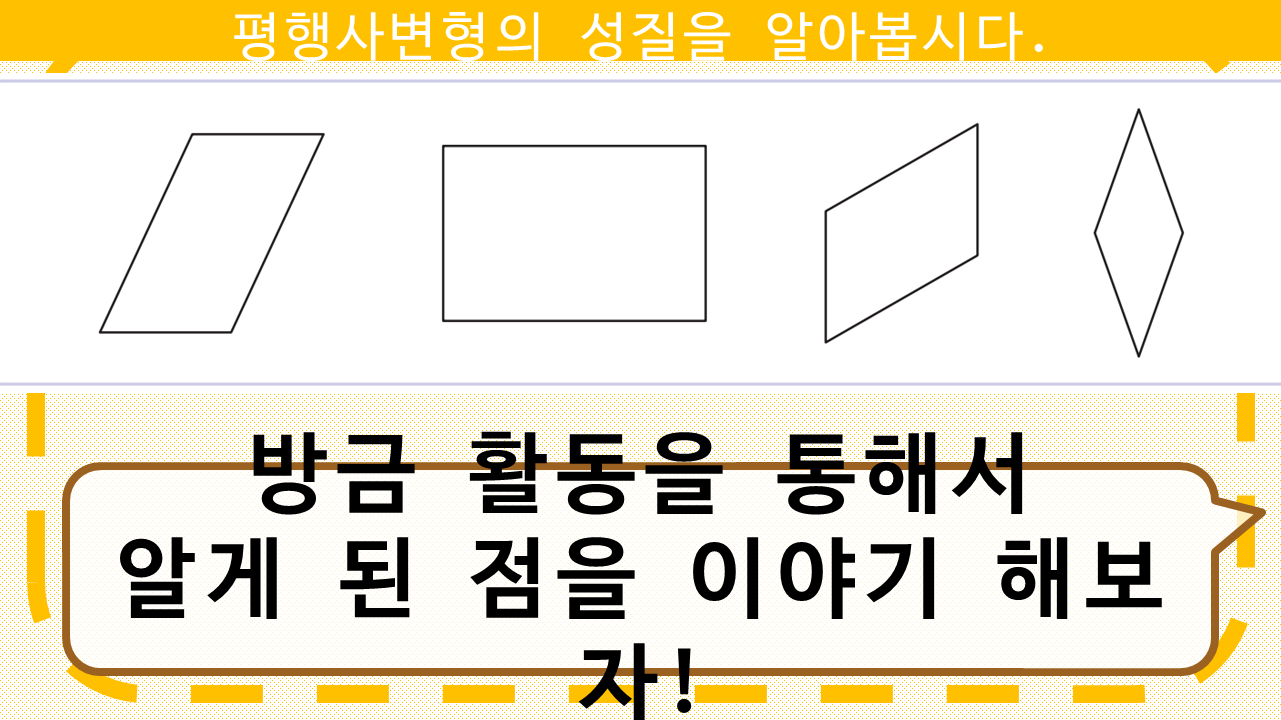 평행사변형의 성질을 알아봅시다.
방금 활동을 통해서
알게 된 점을 이야기 해보
자!